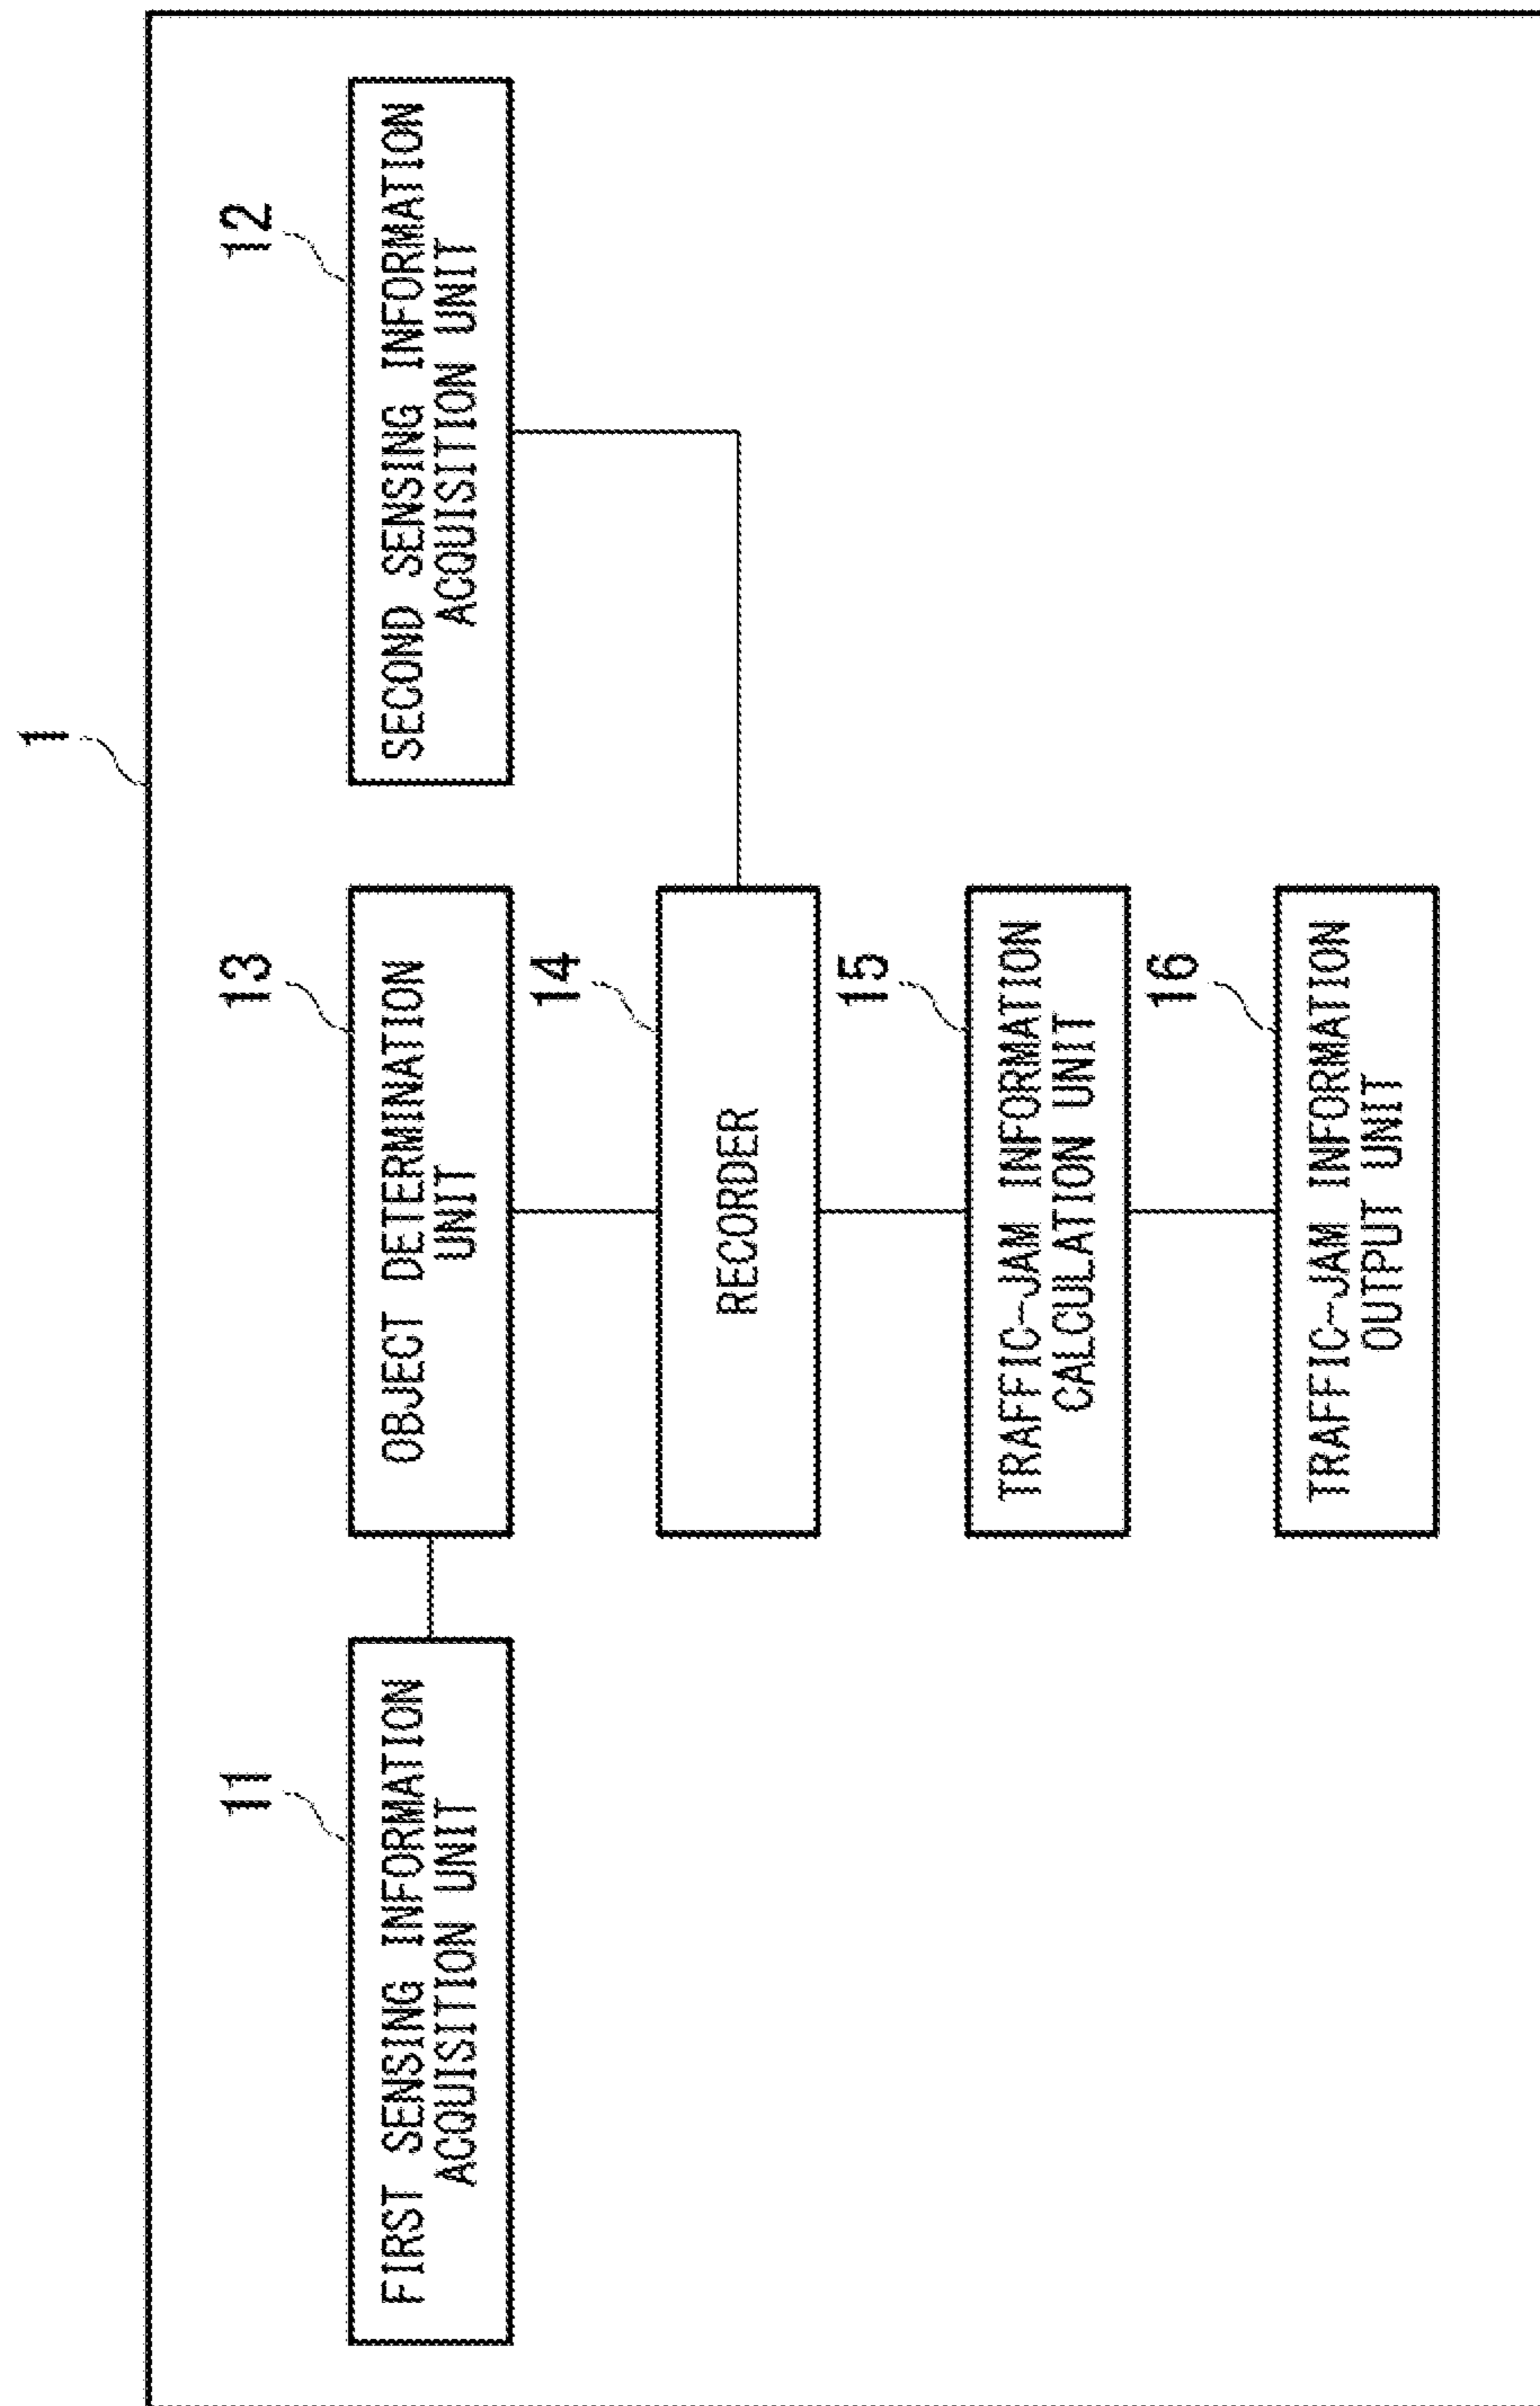 1
11
FIRST SENSING INFORMATION
ACQUISITION UNIT
13
OBJECT DETERMINATION
UNIT
12
SECOND SENSING INFORMATION
ACQUISITION UNIT
14
RECORDER
15
TRAFFIC-JAM INFORMATION
CALCULATION UNIT
16
TRAFFIC-JAM INFORMATION
OUTPUT UNIT